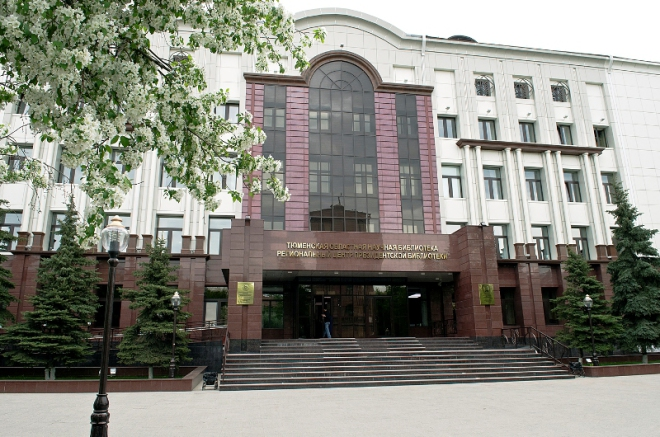 ТЮМЕНСКАЯ ОБЛАСТНАЯ НАУЧНАЯ БИБЛИОТЕКА
РЕГИОНАЛЬНЫЙ ЦЕНТР ПРЕЗИДЕНТСКОЙ БИБЛИОТЕКИ